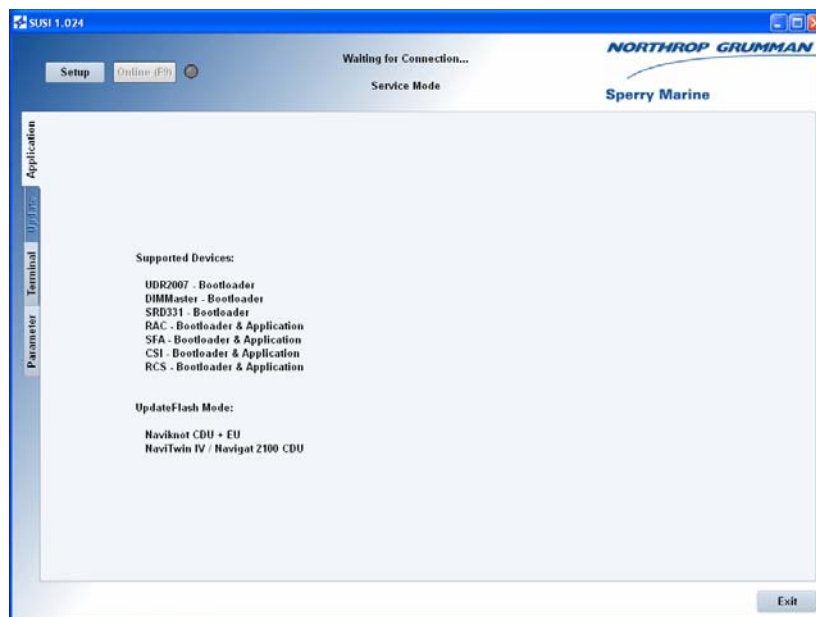 SUSI 1.024
Setup
Online (F9)
Waiting for Connection...
Service Mode
NORTHROP GRUMMAN
Sperry Marine
Application
Update
Terminal
Parameter
Supported Devices:
UDR2007 - Bootloader
DIMMaster - Bootloader
SRD331 - Bootloader
RAC - Bootloader & Application
SFA - Bootloader & Application
CSI - Bootloader & Application
RCS - Bootloader & Application
UpdateFlash Mode:
Naviknot CDU + EU
NaviTwin IV / Navigat 2100 CDU
Exit